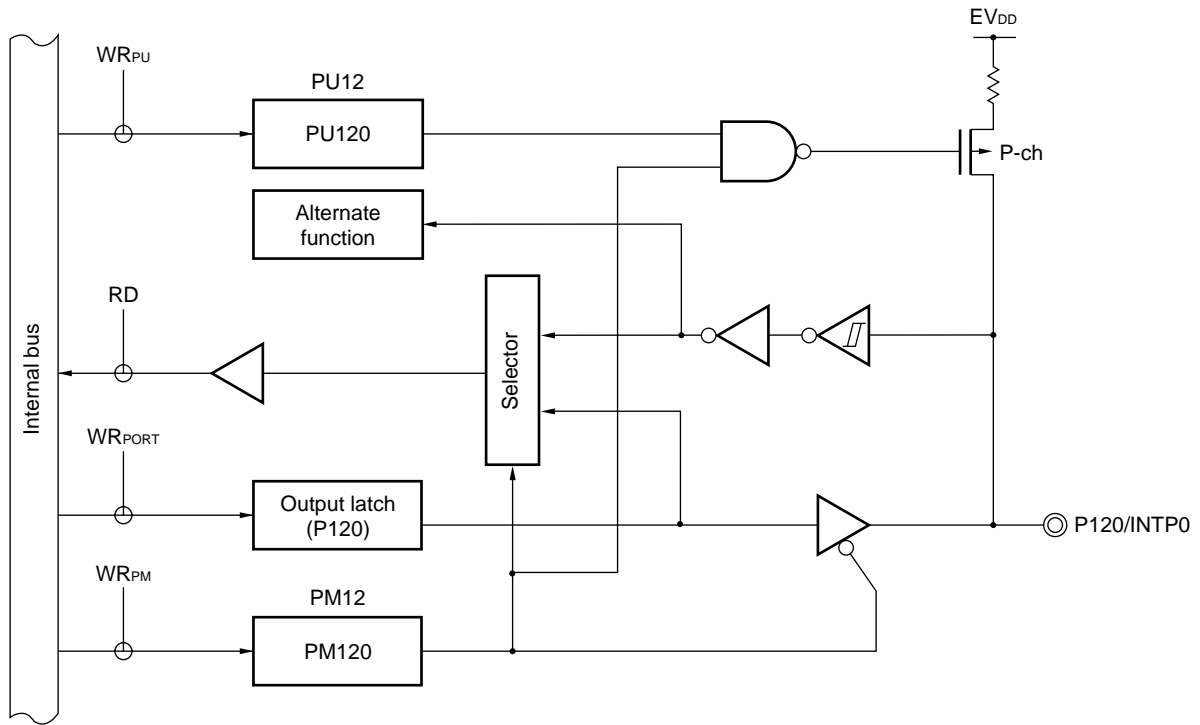 EVDD
WRPU
PU12
PU120
P-ch
Alternate
function
RD
Internal bus
Selector
WRPORT
Output latch
(P120)
P120/INTP0
WRPM
PM12
PM120